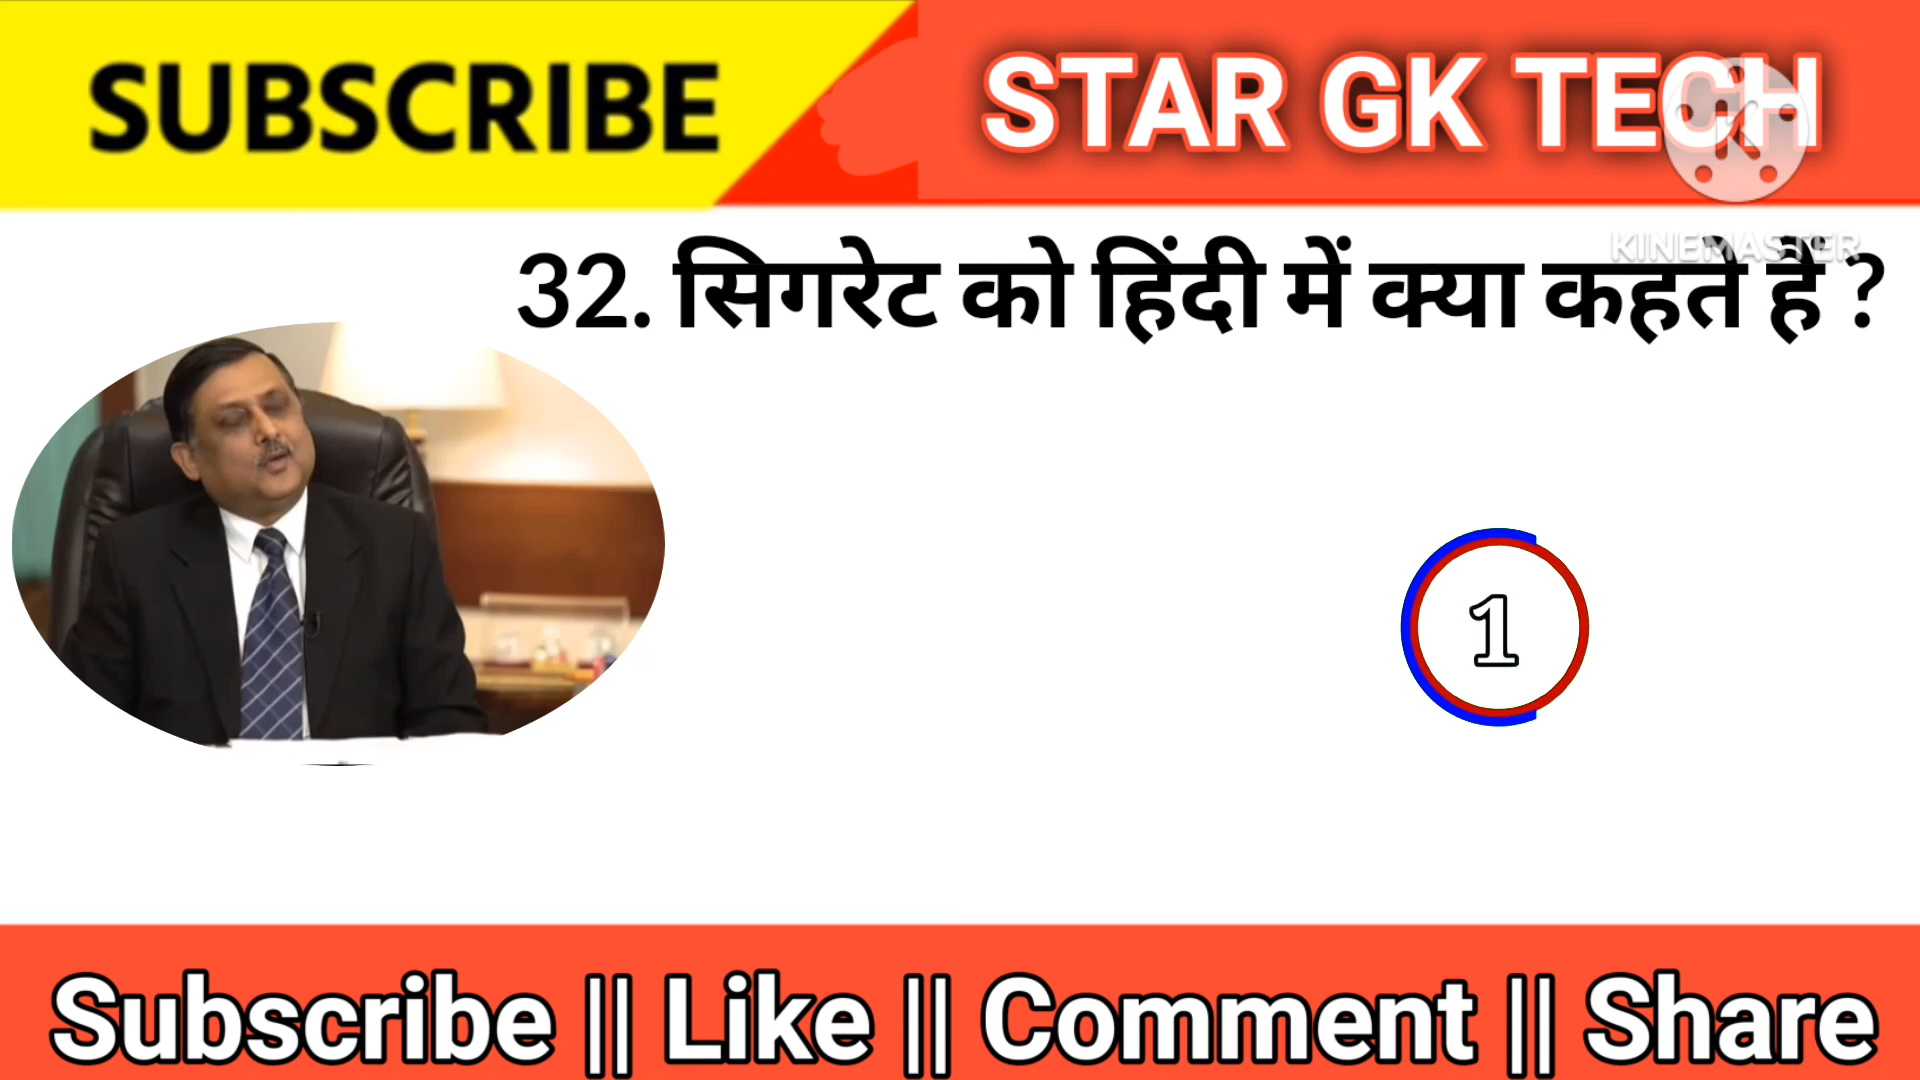 SUBSCRIBE
STAR GK TECH
KINEMASTER
32. सिगरेट को हिंदी में क्या कहते हैं ?
1
Subscribe || Like || Comment || Share